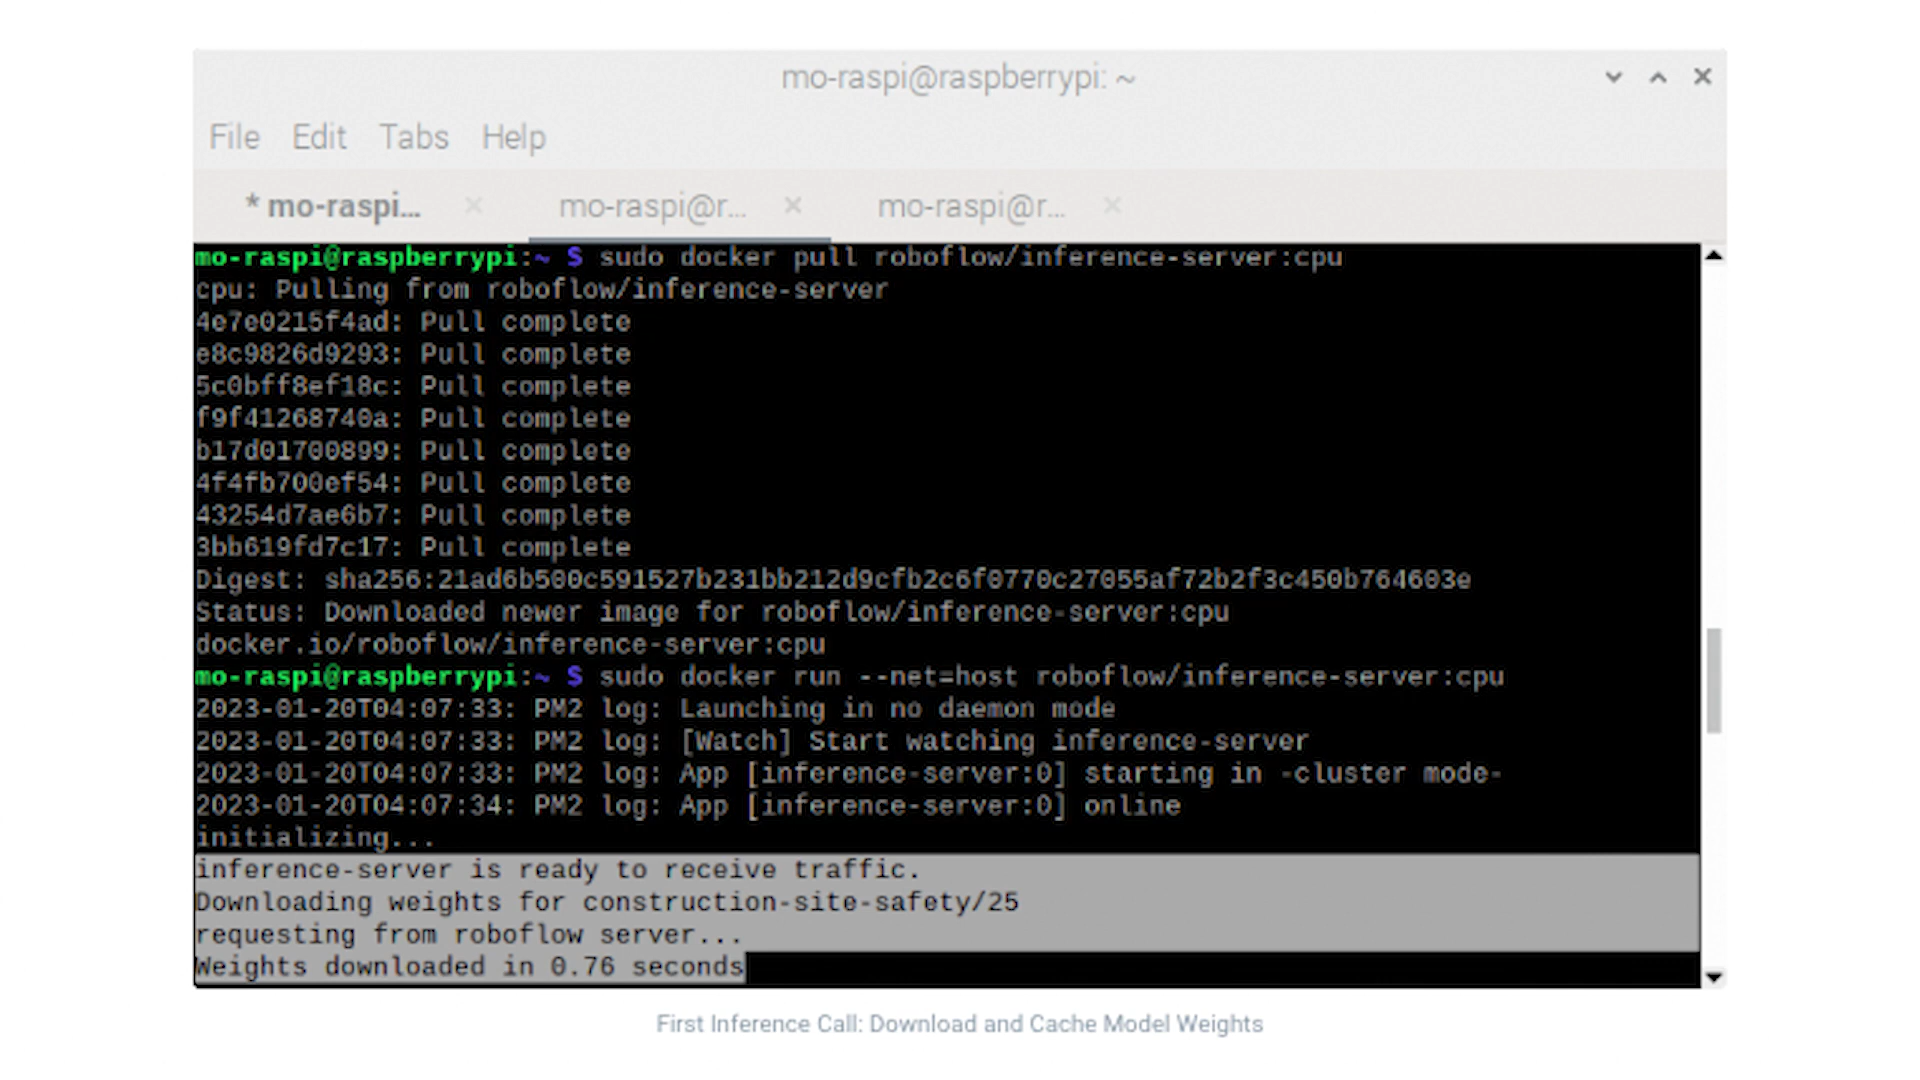 mo-raspi@raspberrypi: ~
File Edit Tabs Help
* mo-raspi... mo-raspi@r... mo-raspi@r...
mo-raspi@raspberrypi:~ $ sudo docker pull roboflow/inference-server:cpu
cpu: Pulling from roboflow/inference-server
4e7e0215f4ad: Pull complete
e8c9826d9293: Pull complete
5c0bff8ef18c: Pull complete
f9f41268740a: Pull complete
b17d01700899: Pull complete
4f4fb700ef54: Pull complete
43254d7ae6b7: Pull complete
3bb619fd7c17: Pull complete
Digest: sha256:21ad6b500c591527b231bb212d9cfb2c6f0770c27055af72b2f3c450b764603e
Status: Downloaded newer image for roboflow/inference-server:cpu
docker.io/roboflow/inference-server:cpu
mo-raspi@raspberrypi:~ $ sudo docker run --net=host roboflow/inference-server:cpu
2023-01-20T04:07:33: PM2 log: Launching in no daemon mode
2023-01-20T04:07:33: PM2 log: [Watch] Start watching inference-server
2023-01-20T04:07:33: PM2 log: App [inference-server:0] starting in -cluster mode-
2023-01-20T04:07:34: PM2 log: App [inference-server:0] online
initializing...
inference-server is ready to receive traffic.
Downloading weights for construction-site-safety/25
requesting from roboflow server...
Weights downloaded in 0.76 seconds
First Inference Call: Download and Cache Model Weights